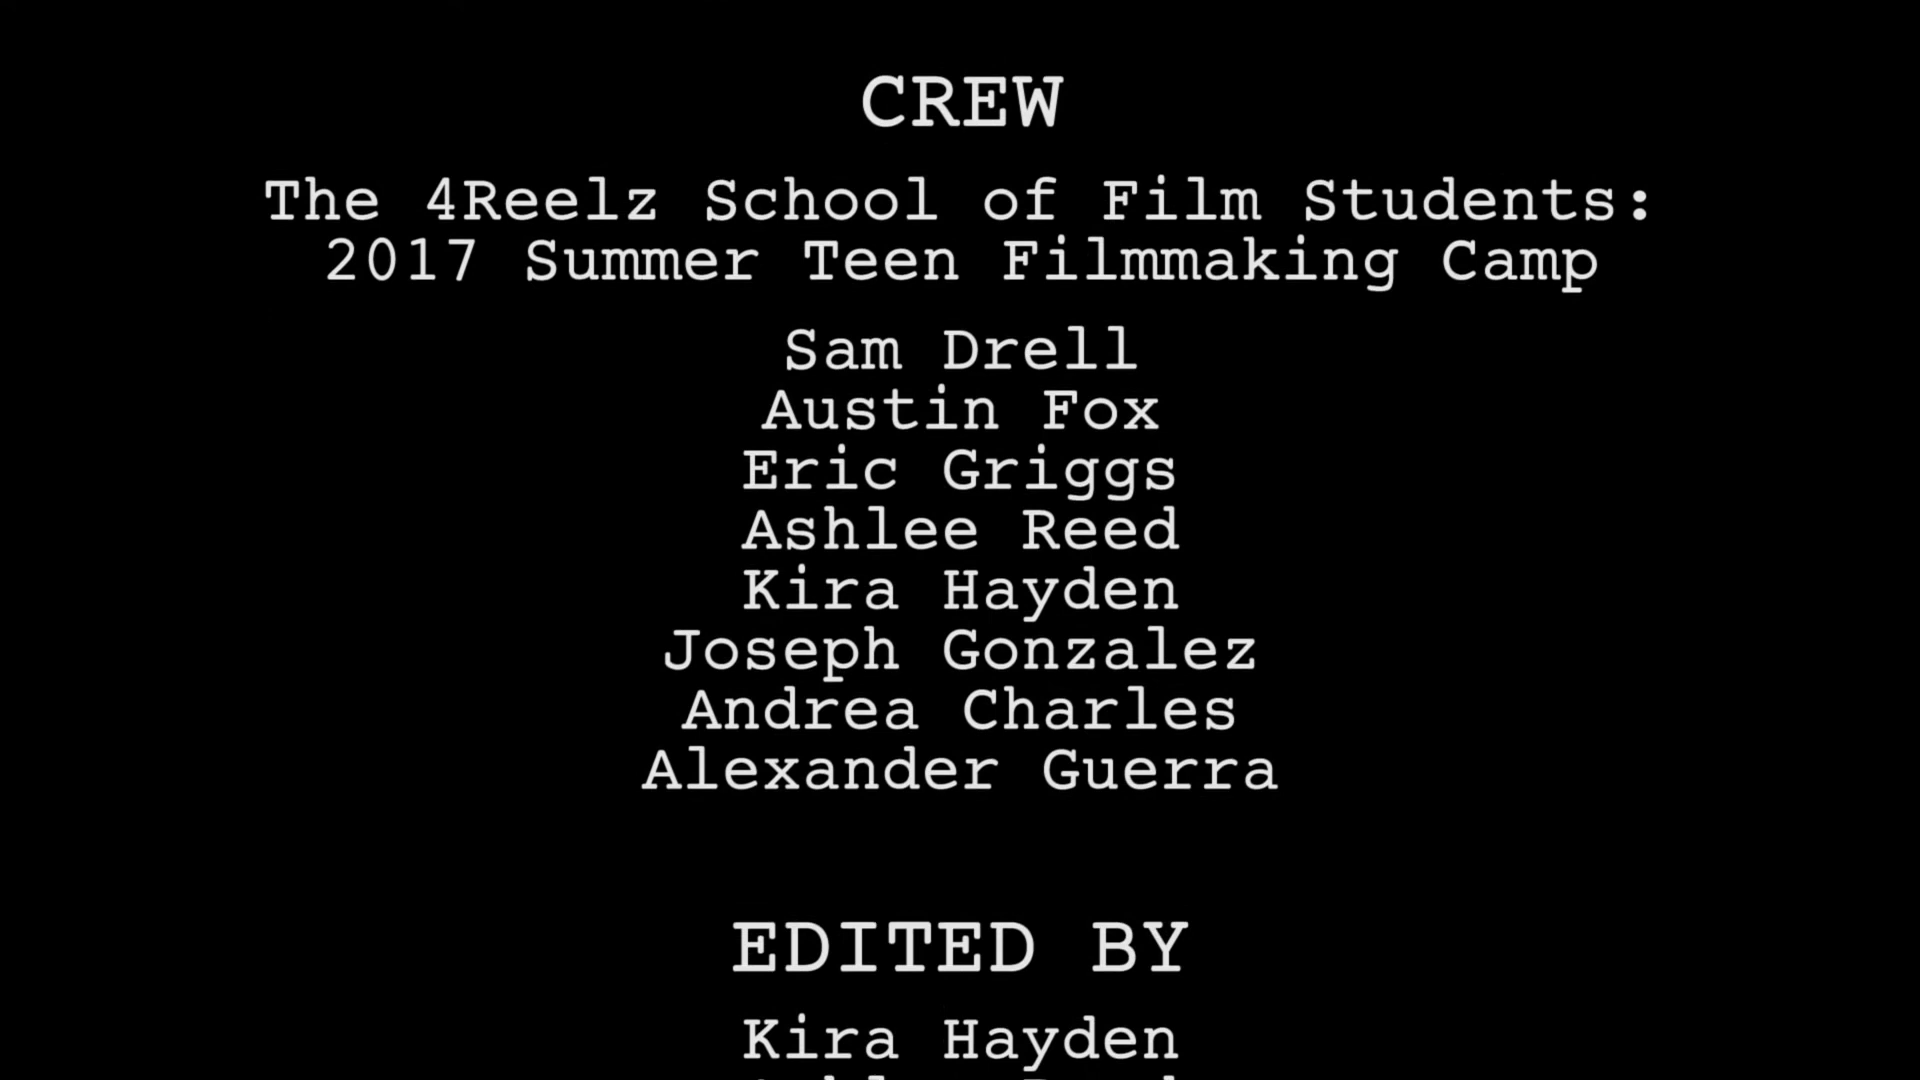 CREW
The 4Reelz School of Film Students:
2017 Summer Teen Filmmaking Camp
Sam Drell
Austin Fox
Eric Griggs
Ashlee Reed
Kira Hayden
Joseph Gonzalez
Andrea Charles
Alexander Guerra
EDITED BY
Kira Hayden